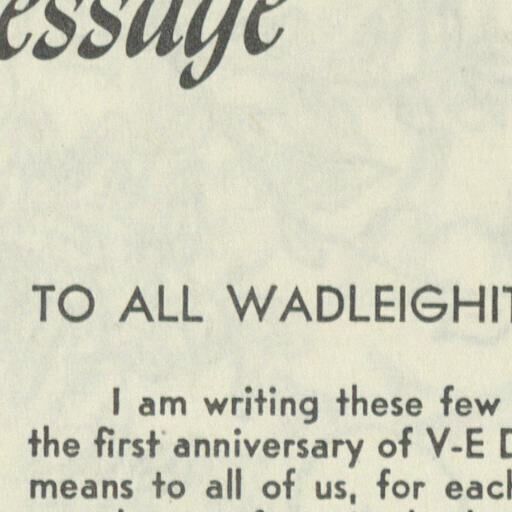 essage
TO ALL WADLEIGHIT
I am writing these few
the first anniversary of V-E D
means to all of us, for each